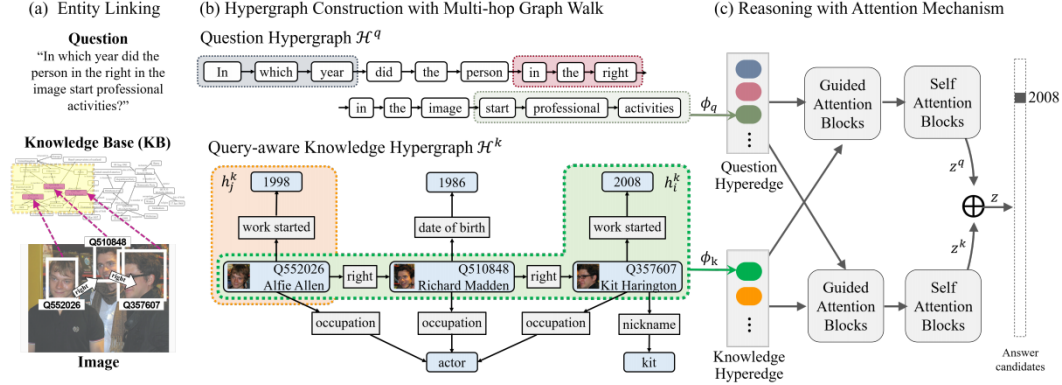 (a) Entity Linking
Question
“In which year did the
person in the right in the
image start professional
activities?”
Knowledge Base (KB)
Q510848
Q552026
Q357607
right
right
Image
(b) Hypergraph Construction with Multi-hop Graph Walk
Question Hypergraph ℋ^q
In which year did the person in the right
in the image start professional activities
ϕ_q
Query-aware Knowledge Hypergraph ℋ^k
h_j^k
1998
1986
2008
h_i^k
work started
date of birth
work started
Q552026
Alfie Allen
right
Q510848
Richard Madden
right
Q357607
Kit Harington
ϕ_k
occupation
occupation
occupation
nickname
actor
kit
(c) Reasoning with Attention Mechanism
Question
Hyperedge
Guided
Attention
Blocks
Self
Attention
Blocks
z^q
⊕
z
z^k
Knowledge
Hyperedge
Guided
Attention
Blocks
Self
Attention
Blocks
2008
Answer
candidates